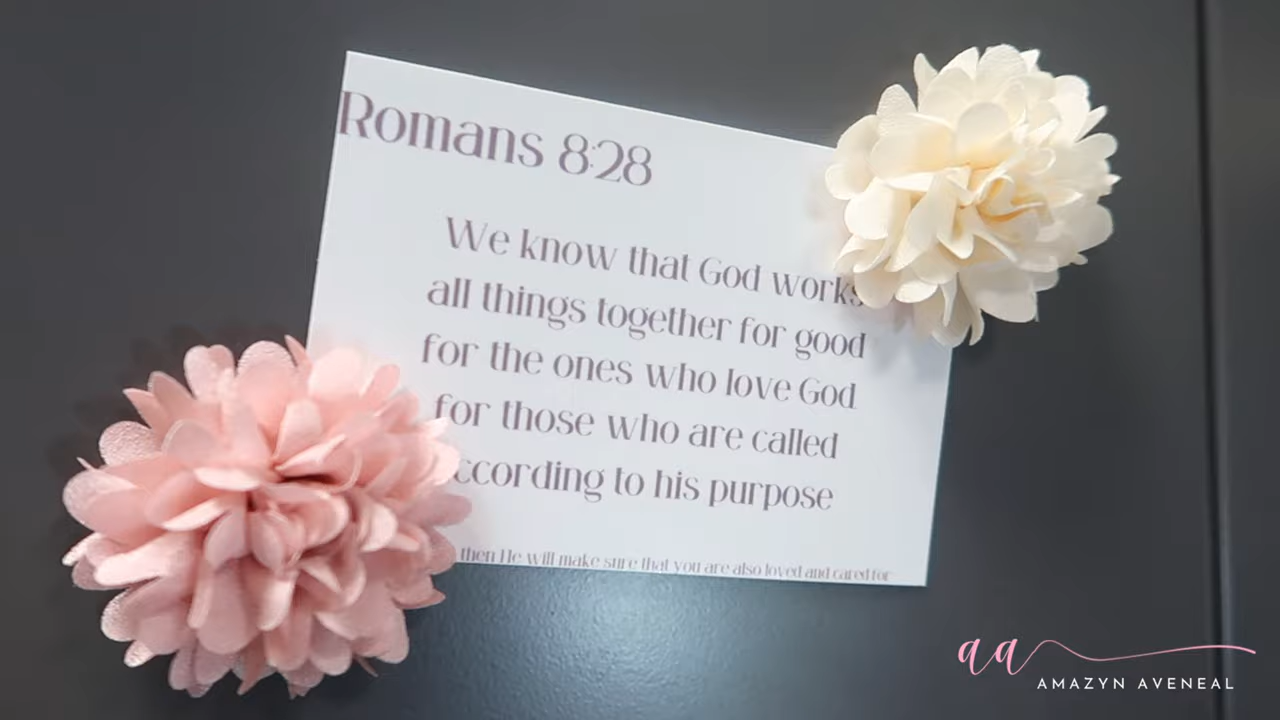 Romans 8:28
We know that God works
all things together for good
for the ones who love God
for those who are called
ccording to his purpose
then He will make sure that you are also loved and cared for
aa
AMAZYN AVENEAL